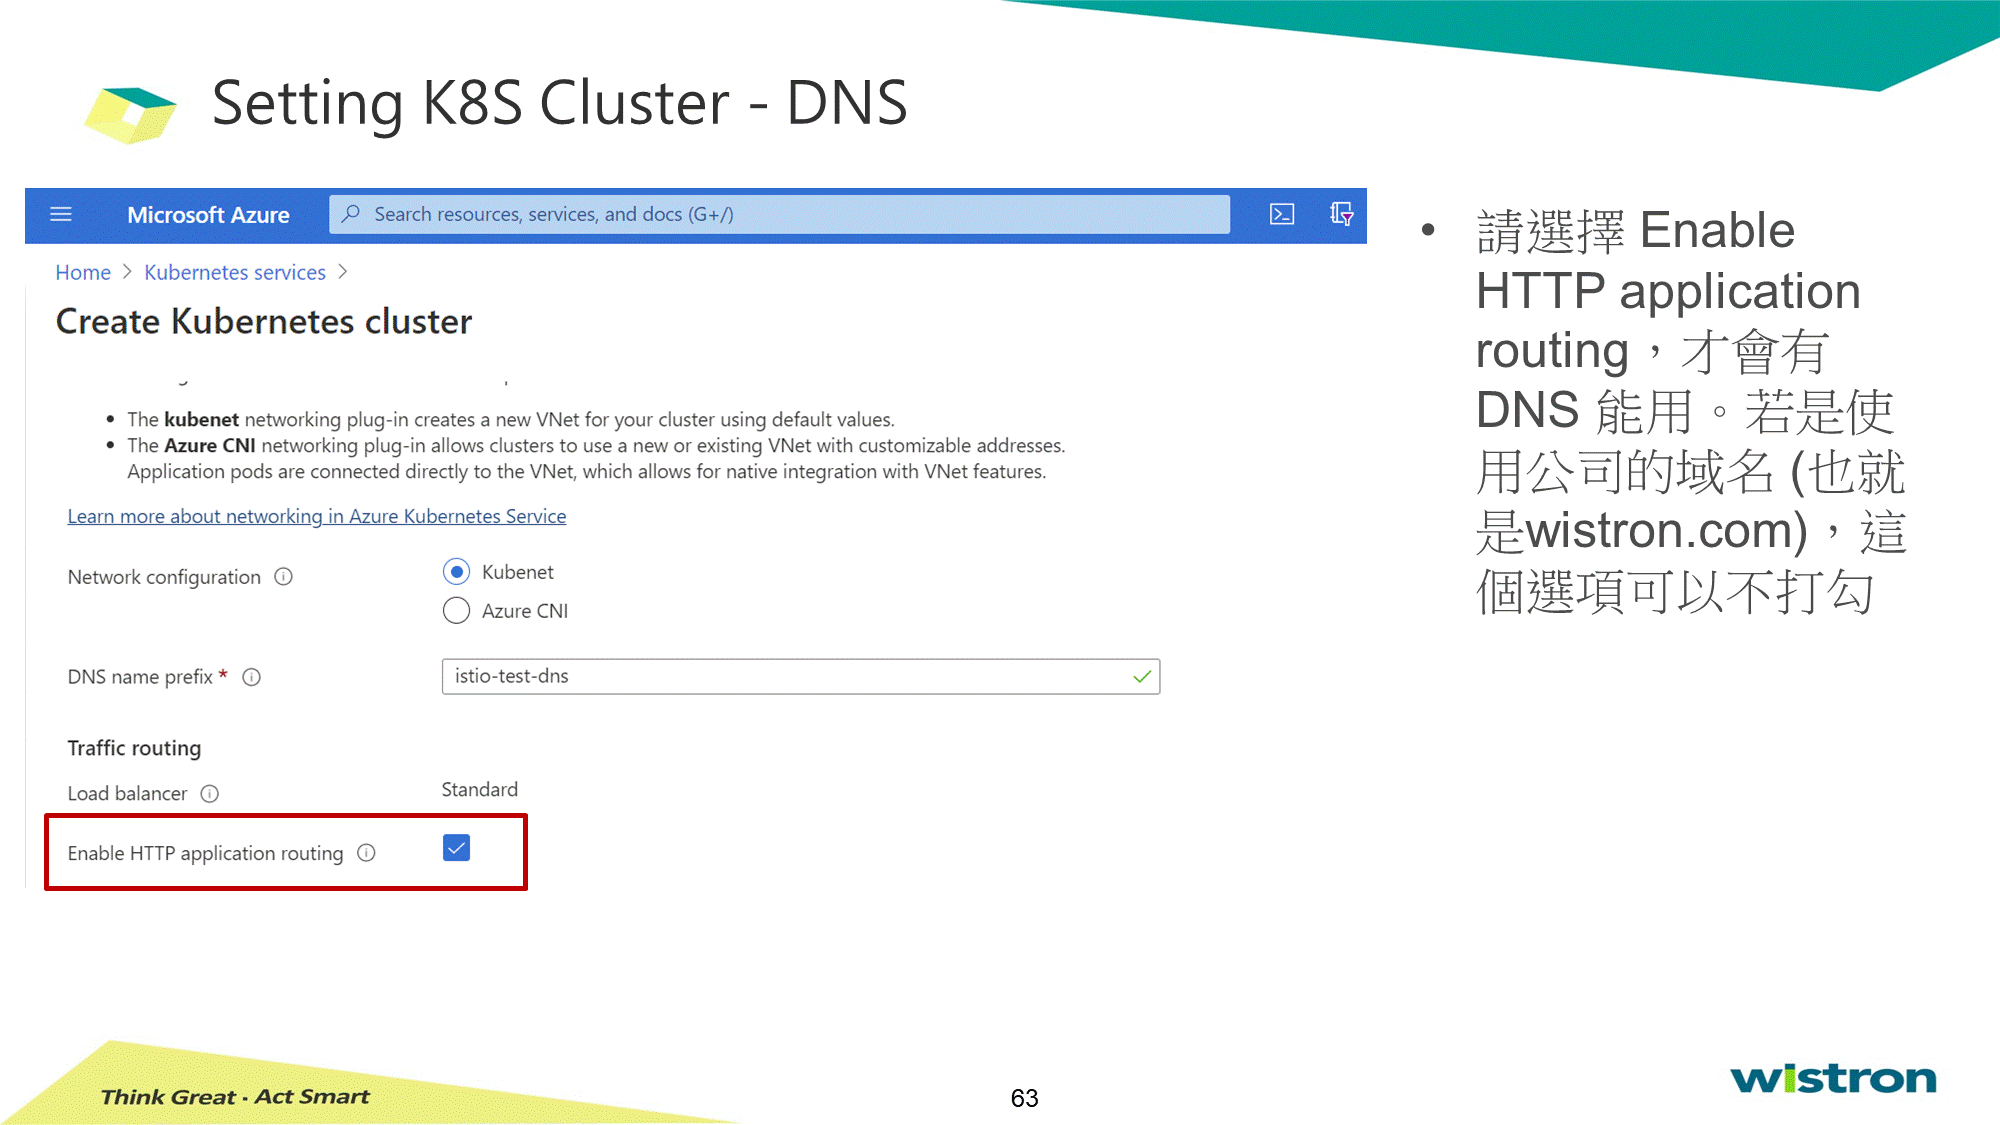 Setting K8S Cluster - DNS
Microsoft Azure
Search resources, services, and docs (G+/)
Home > Kubernetes services >
Create Kubernetes cluster
• The kubenet networking plug-in creates a new VNet for your cluster using default values.
• The Azure CNI networking plug-in allows clusters to use a new or existing VNet with customizable addresses.
Application pods are connected directly to the VNet, which allows for native integration with VNet features.
Learn more about networking in Azure Kubernetes Service
Network configuration
Kubenet
Azure CNI
DNS name prefix *
istio-test-dns
Traffic routing
Load balancer
Standard
Enable HTTP application routing
• 請選擇 Enable
HTTP application
routing，才會有
DNS 能用。若是使
用公司的域名 (也就
是wistron.com)，這
個選項可以不打勾
Think Great · Act Smart
63
wistron